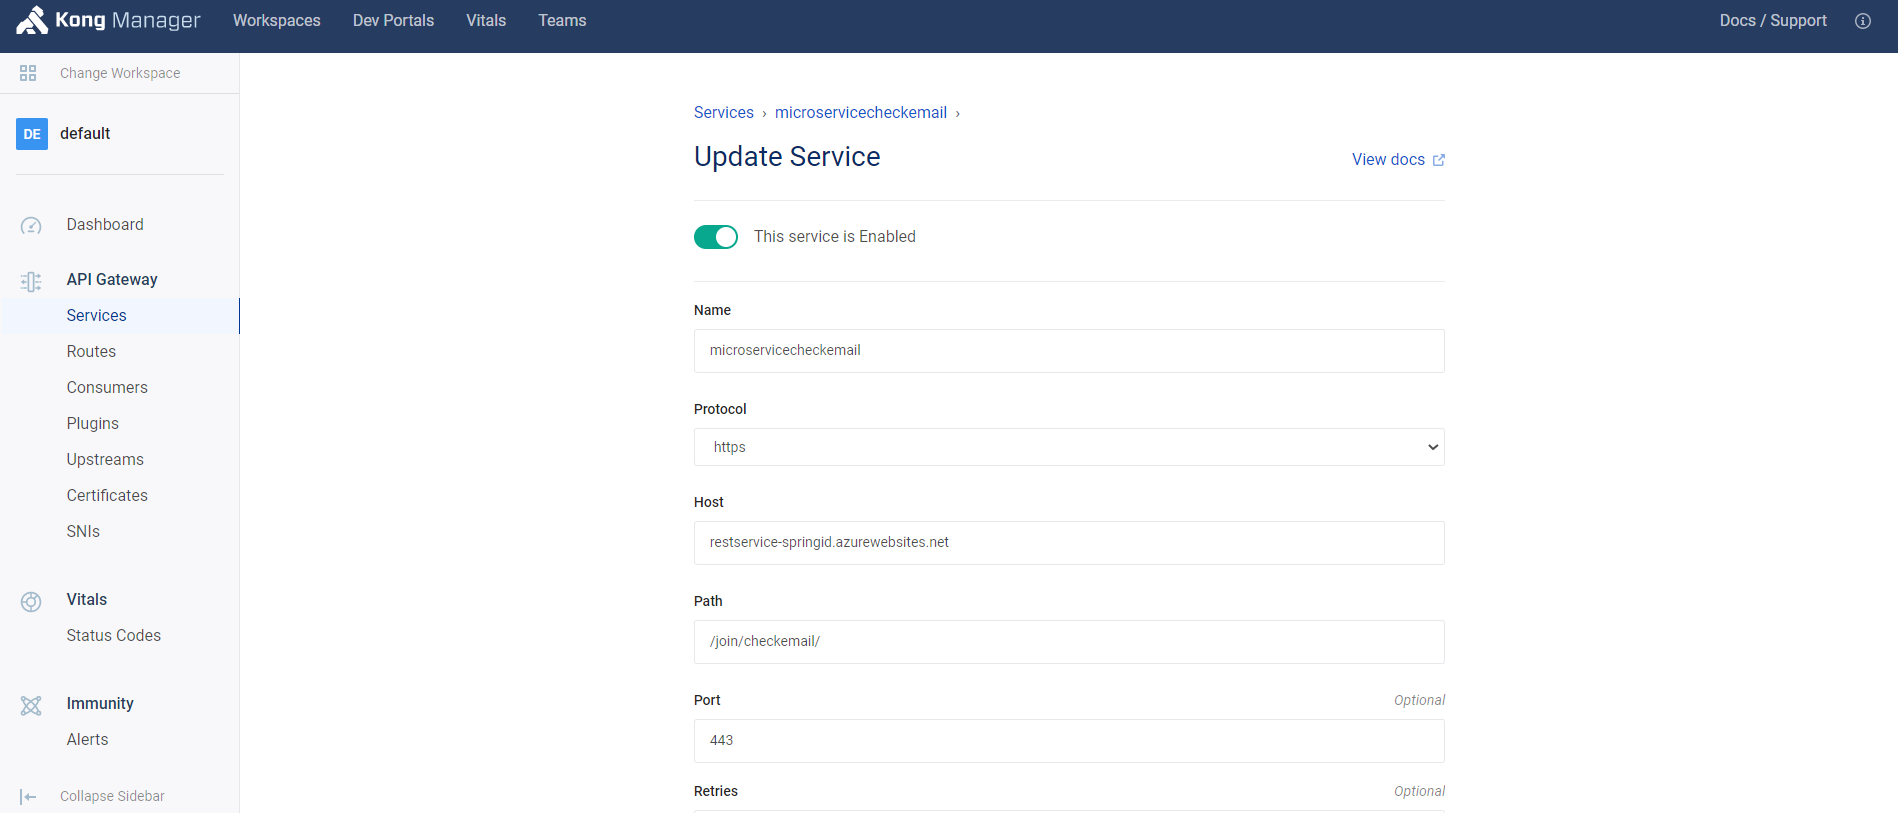 Kong Manager Workspaces Dev Portals Vitals Teams Docs / Support
Change Workspace
DE default
Dashboard
API Gateway
Services
Routes
Consumers
Plugins
Upstreams
Certificates
SNIs
Vitals
Status Codes
Immunity
Alerts
Collapse Sidebar
Services › microservicecheckemail ›
Update Service
View docs
This service is Enabled
Name
microservicecheckemail
Protocol
https
Host
restservice-springid.azurewebsites.net
Path
/join/checkemail/
Port Optional
443
Retries Optional